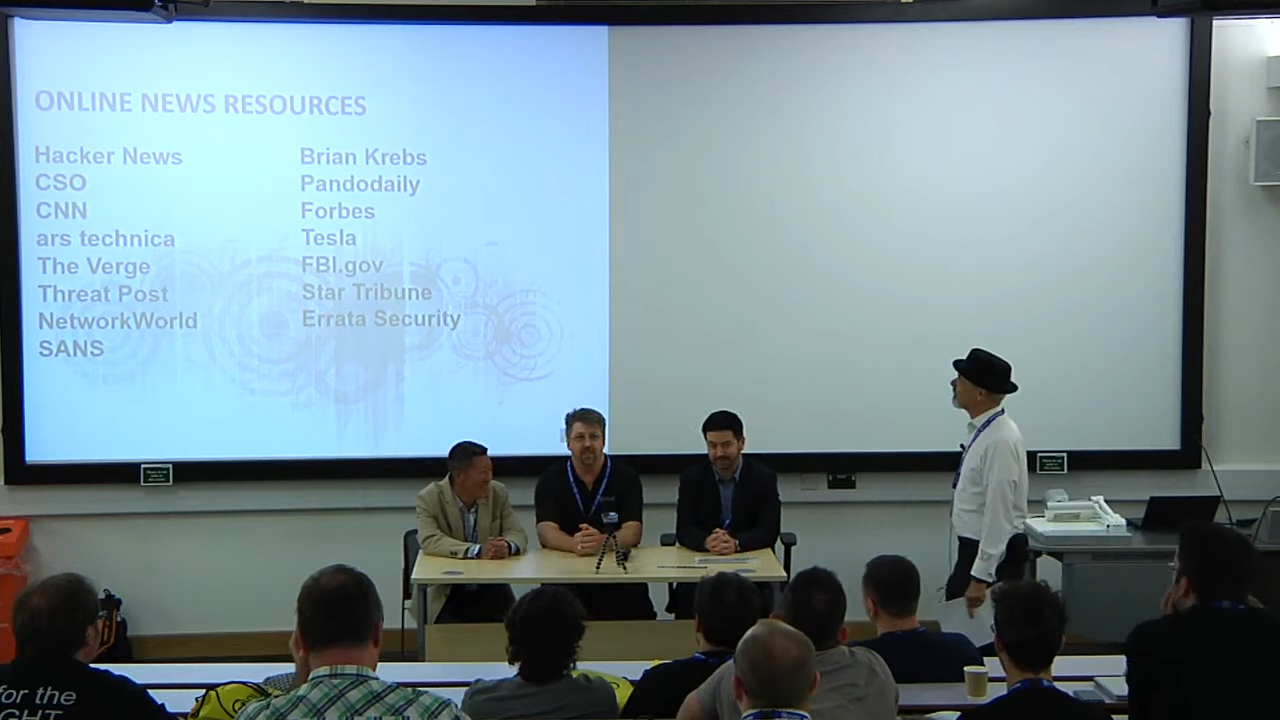 ONLINE NEWS RESOURCES
Hacker News
CSO
CNN
ars technica
The Verge
Threat Post
NetworkWorld
SANS
Brian Krebs
Pandodaily
Forbes
Tesla
FBI.gov
Star Tribune
Errata Security
for the